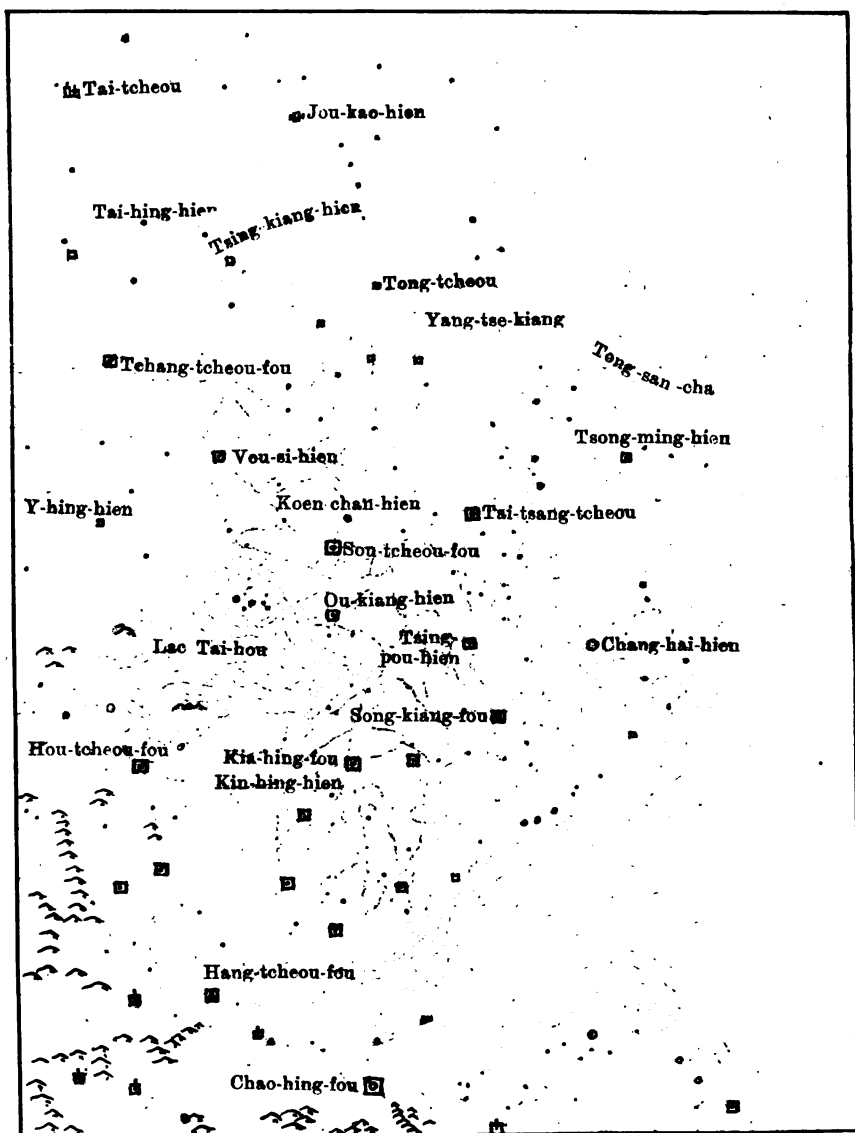 Tai-tcheou
Jou-kao-hien
Tai-hing-hien
Tsing-kiang-hien
Tong-tcheou
Yang-tse-kiang
Tong-san-cha
Tchang-tcheou-fou
Tsong-ming-hien
Vou-si-hien
Y-hing-hien
Koen chan-hien
Tai-tsang-tcheou
Sou-tcheou-fou
Ou-kiang-hien
Lac Tai-hou
Tsing-
pou-hien
Chang-hai-hien
Song-kiang-fou
Hou-tcheou-fou
Kia-hing-fou
Kin-hing-hien
Hang-tcheou-fou
Chao-hing-fou